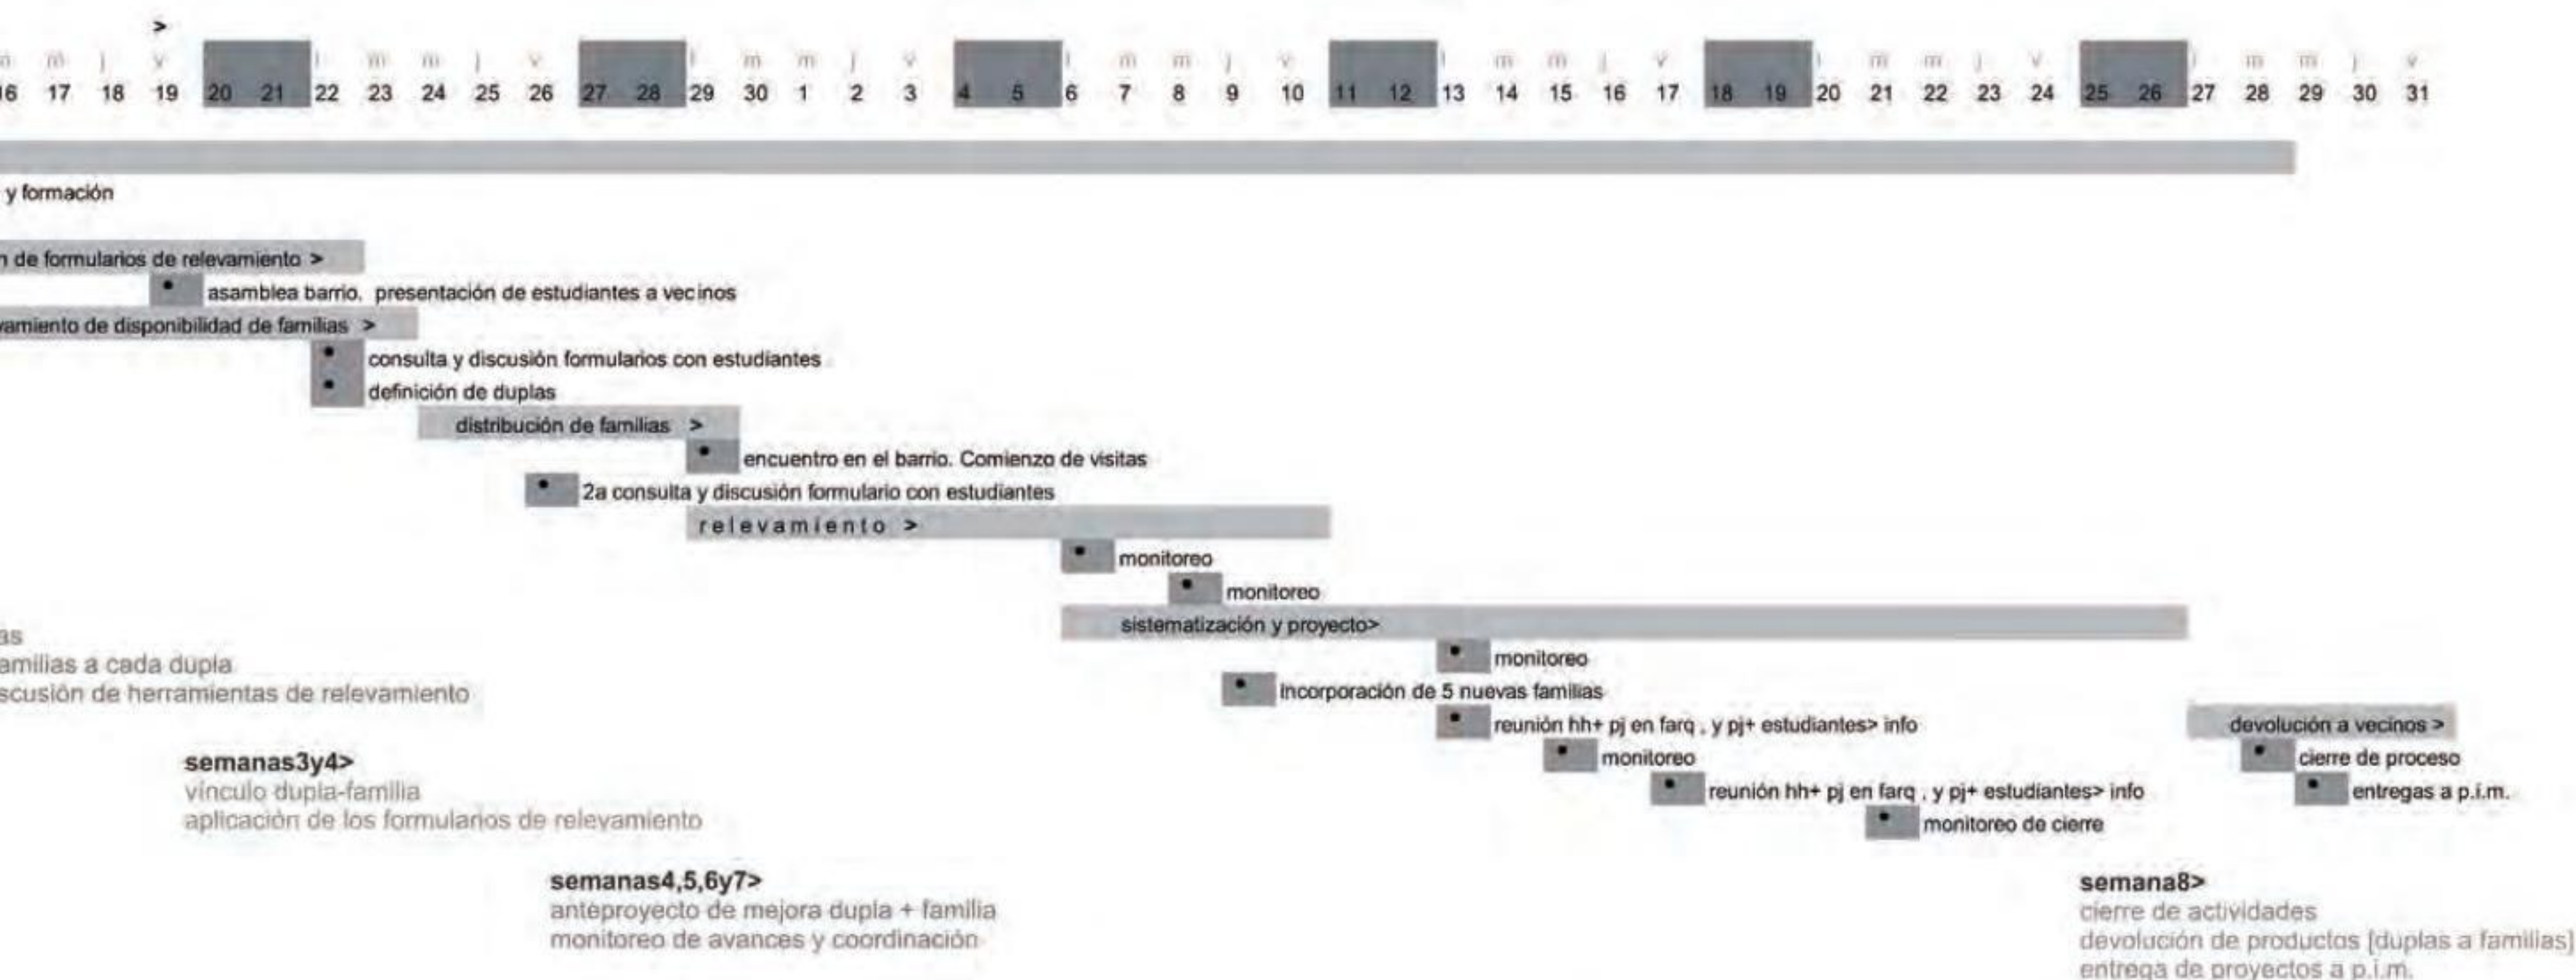 >
m j v l m m j v l m m j v l m m j v l m m j v l m m j v l m m j v
16 17 18 19 20 21 22 23 24 25 26 27 28 29 30 1 2 3 4 5 6 7 8 9 10 11 12 13 14 15 16 17 18 19 20 21 22 23 24 25 26 27 28 29 30 31
y formación
de formularios de relevamiento >
asamblea barrio. presentación de estudiantes a vecinos
vamiento de disponibilidad de familias >
consulta y discusión formularios con estudiantes
definición de duplas
distribución de familias >
encuentro en el barrio. Comienzo de visitas
2a consulta y discusión formulario con estudiantes
relevamiento >
monitoreo
monitoreo
sistematización y proyecto>
monitoreo
Incorporación de 5 nuevas familias
reunión hh+ pj en farq , y pj+ estudiantes> info
devolución a vecinos >
monitoreo
cierre de proceso
reunión hh+ pj en farq , y pj+ estudiantes> info
entregas a p.i.m.
monitoreo de cierre
as
amilias a cada dupla
scusión de herramientas de relevamiento
semanas3y4>
vínculo dupla-familia
aplicación de los formularios de relevamiento
semanas4,5,6y7>
anteproyecto de mejora dupla + familia
monitoreo de avances y coordinación
semana8>
cierre de actividades
devolución de productos [duplas a familias]
entrega de proyectos a p.i.m.